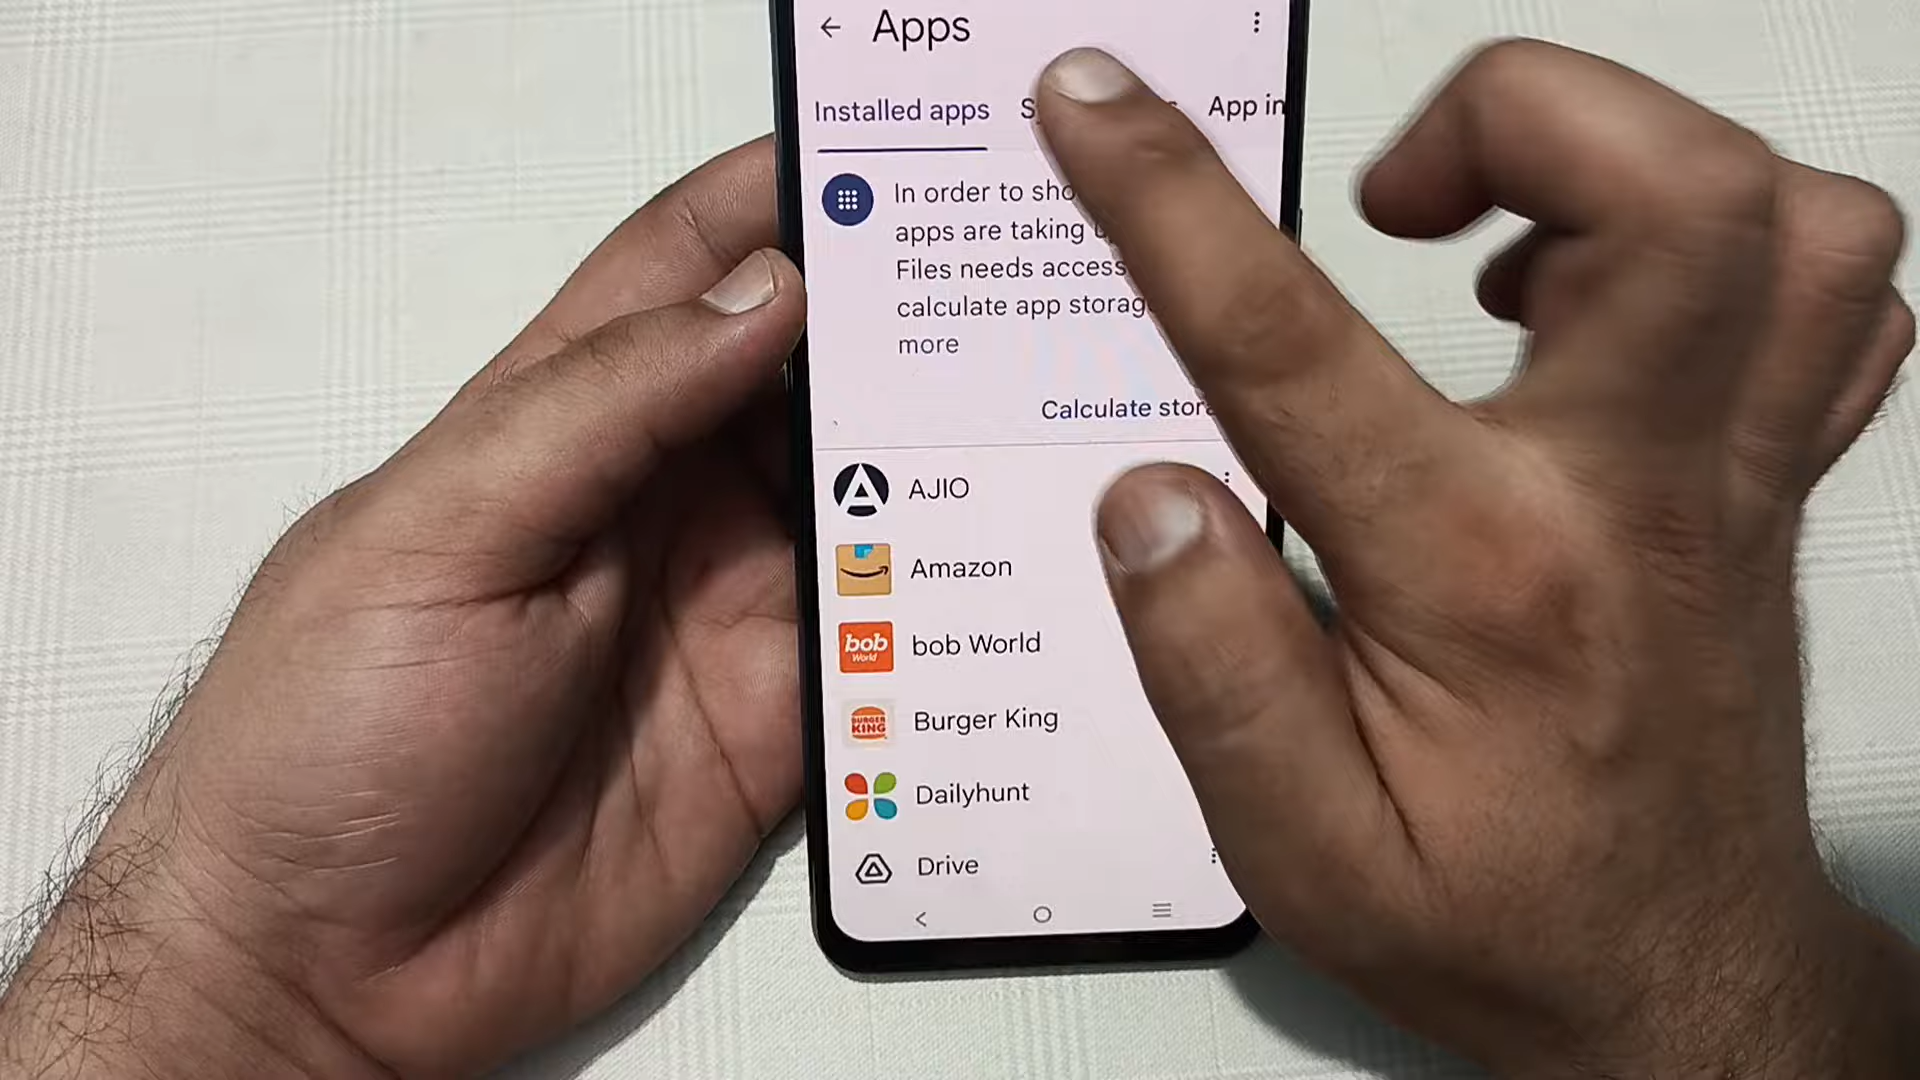 Apps
Installed apps
App in
In order to sho
apps are taking
Files needs access
calculate app storag
more
Calculate stor
AJIO
Amazon
bob World
bob World
BURGER KING
Burger King
Dailyhunt
Drive